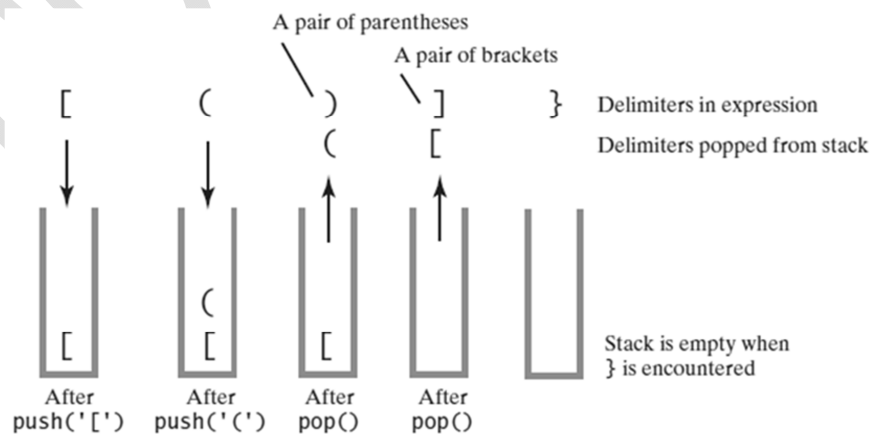 A pair of parentheses
A pair of brackets
[ ( ) ] } Delimiters in expression
( [ Delimiters popped from stack
(
[ [ [ Stack is empty when
} is encountered
After After After After
push('[') push('(') pop() pop()